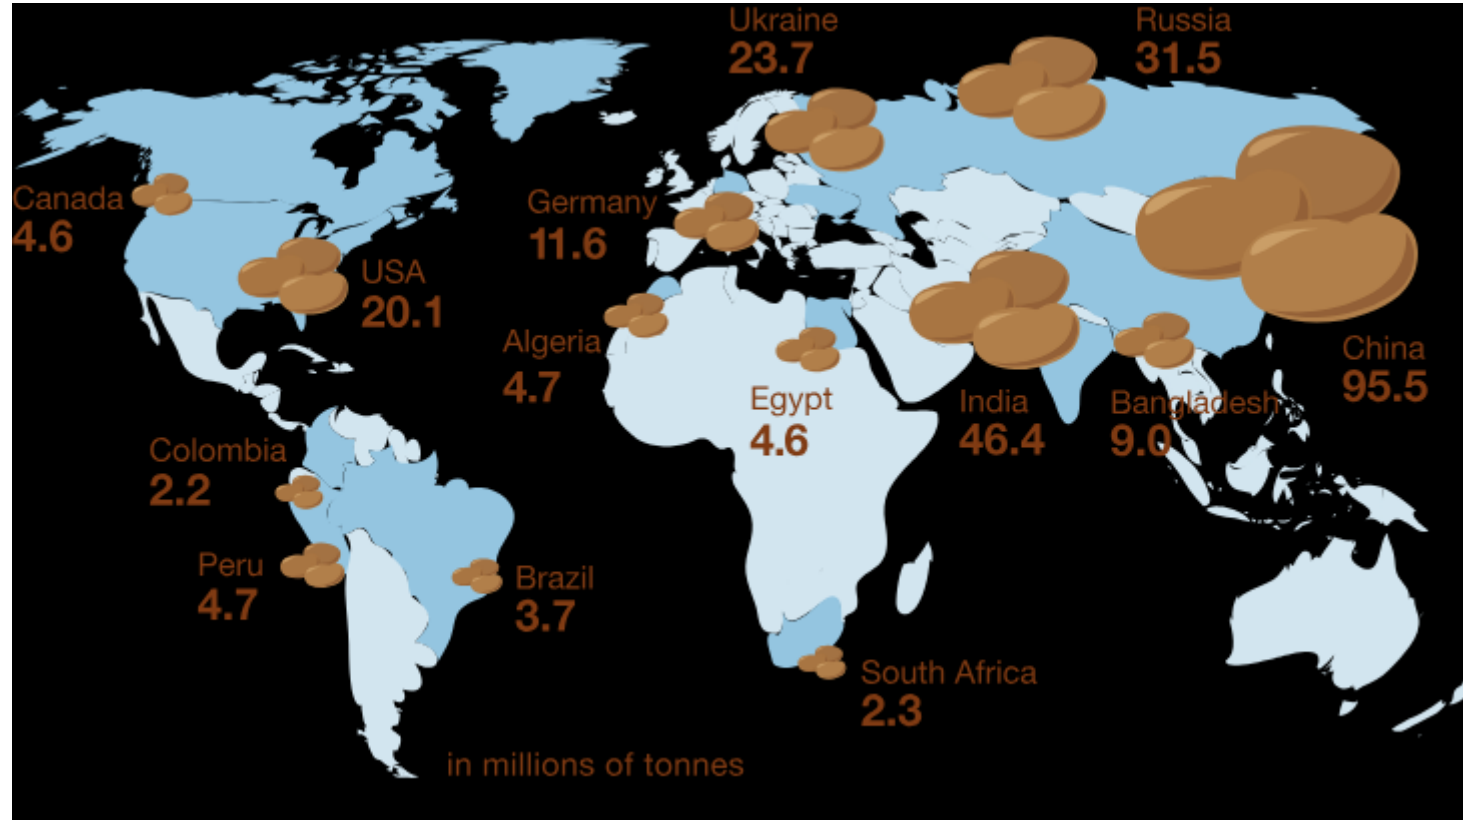 Ukraine
23.7
Russia
31.5
Canada
4.6
Germany
11.6
USA
20.1
Algeria
4.7
Egypt
4.6
India
46.4
Bangladesh
9.0
China
95.5
Colombia
2.2
Peru
4.7
Brazil
3.7
South Africa
2.3
in millions of tonnes